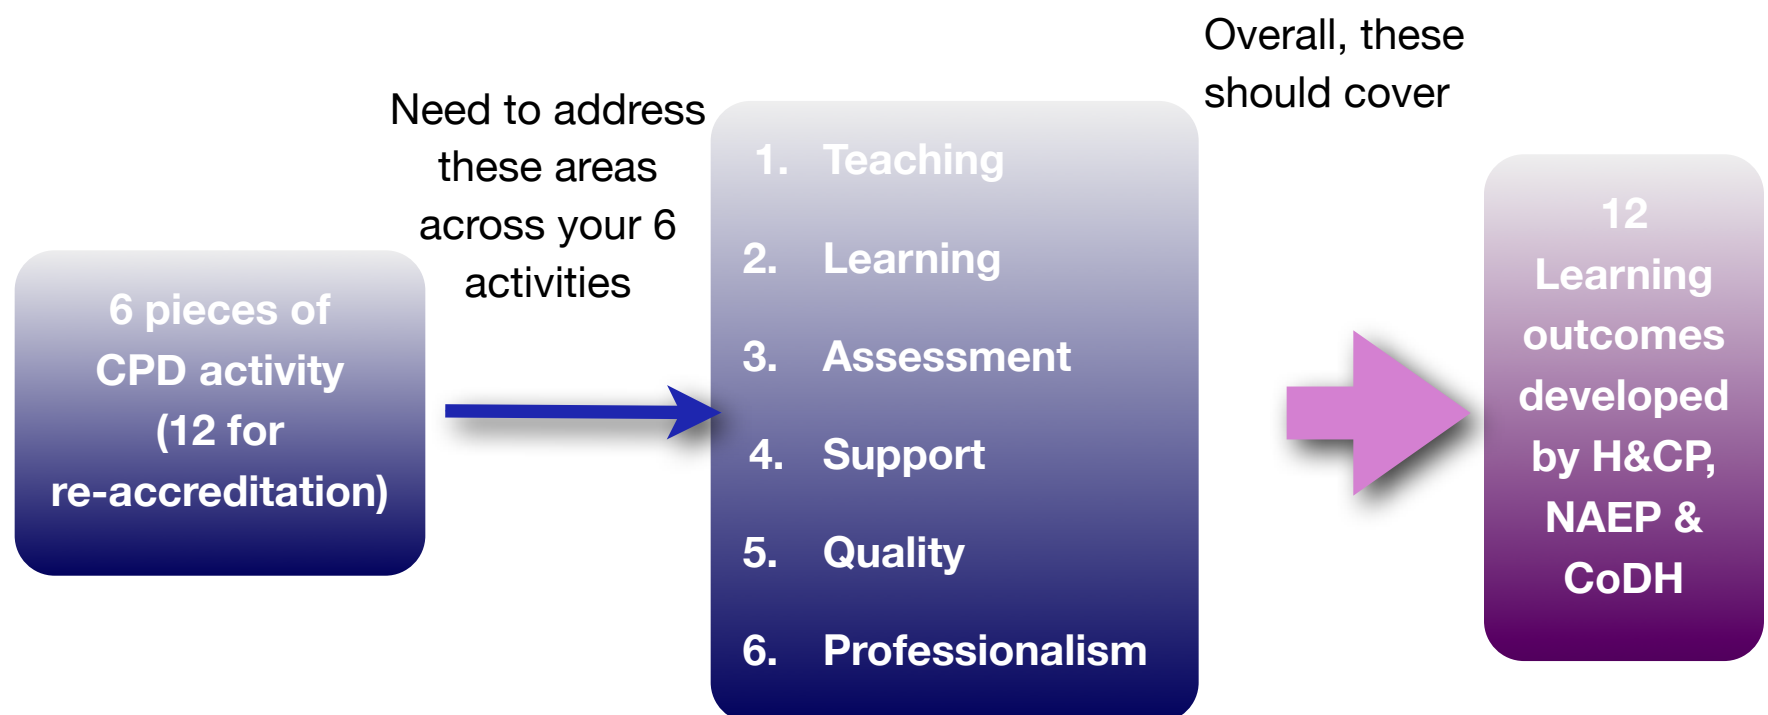 6 pieces of
CPD activity
(12 for
re-accreditation)
Need to address
these areas
across your 6
activities
1. Teaching
2. Learning
3. Assessment
4. Support
5. Quality
6. Professionalism
Overall, these
should cover
12
Learning
outcomes
developed
by H&CP,
NAEP &
CoDH